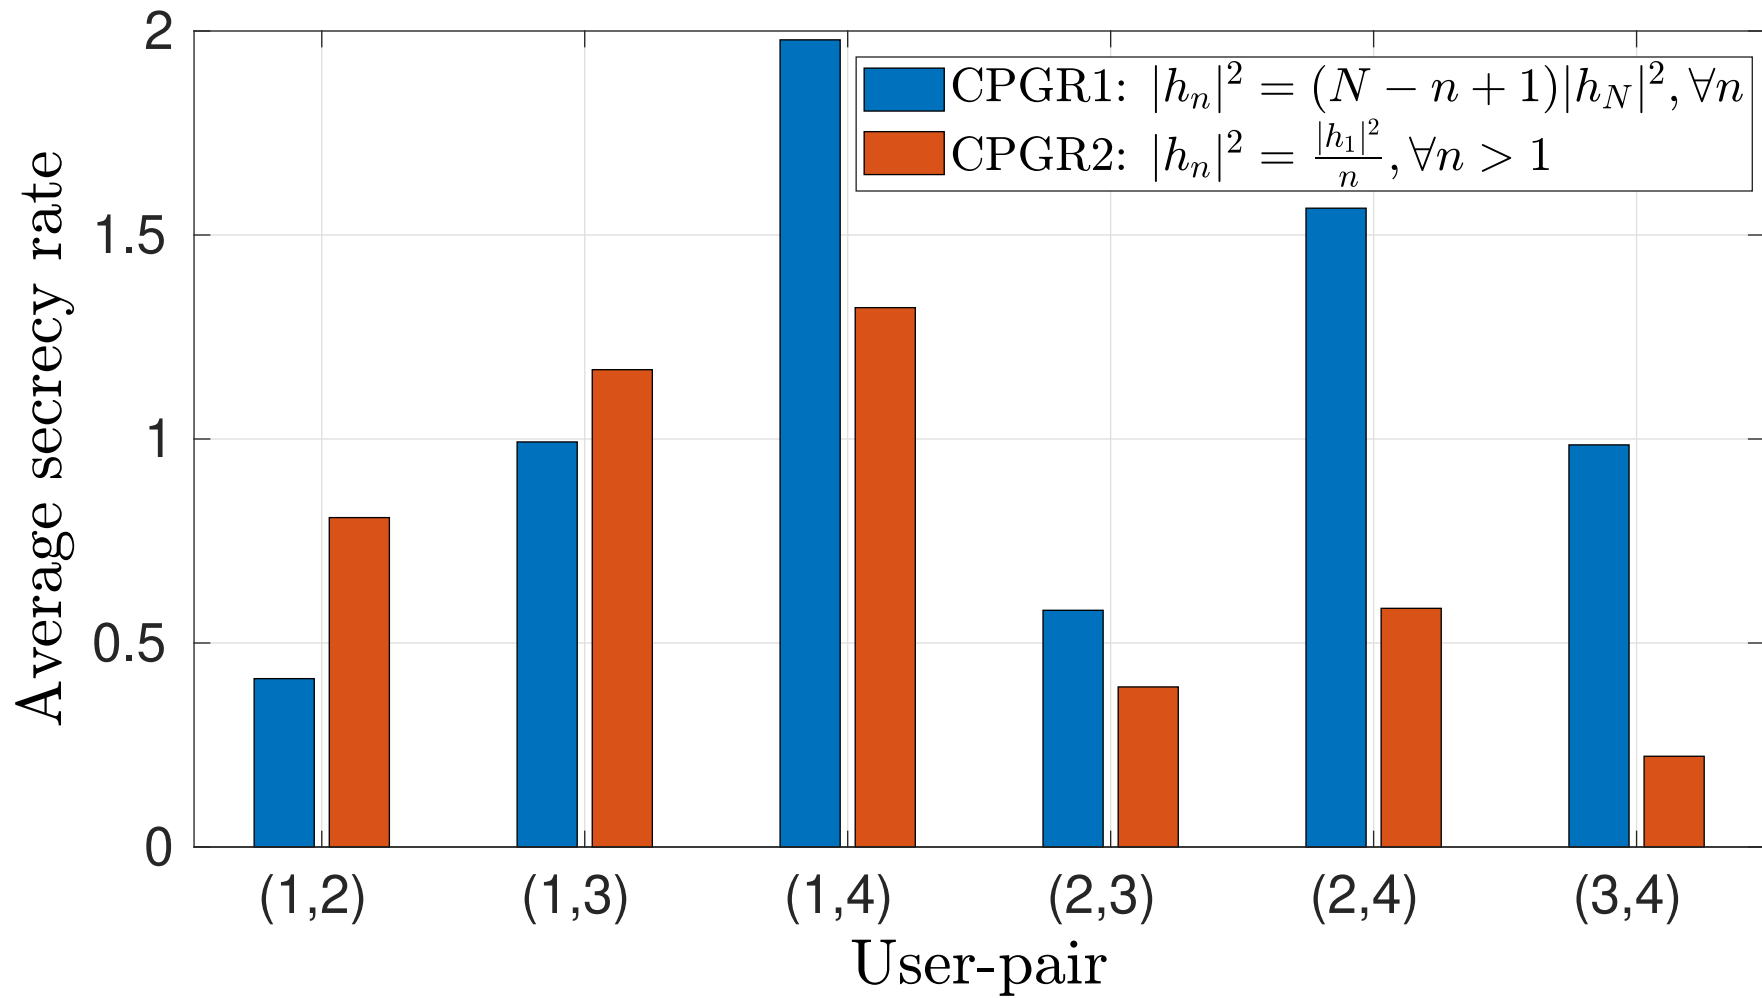 2
1.5
1
0.5
0
Average secrecy rate
CPGR1: |h_n|^2 = (N − n + 1)|h_N|^2, ∀n
CPGR2: |h_n|^2 = \frac{|h_1|^2}{n}, ∀n > 1
(1,2) (1,3) (1,4) (2,3) (2,4) (3,4)
User-pair